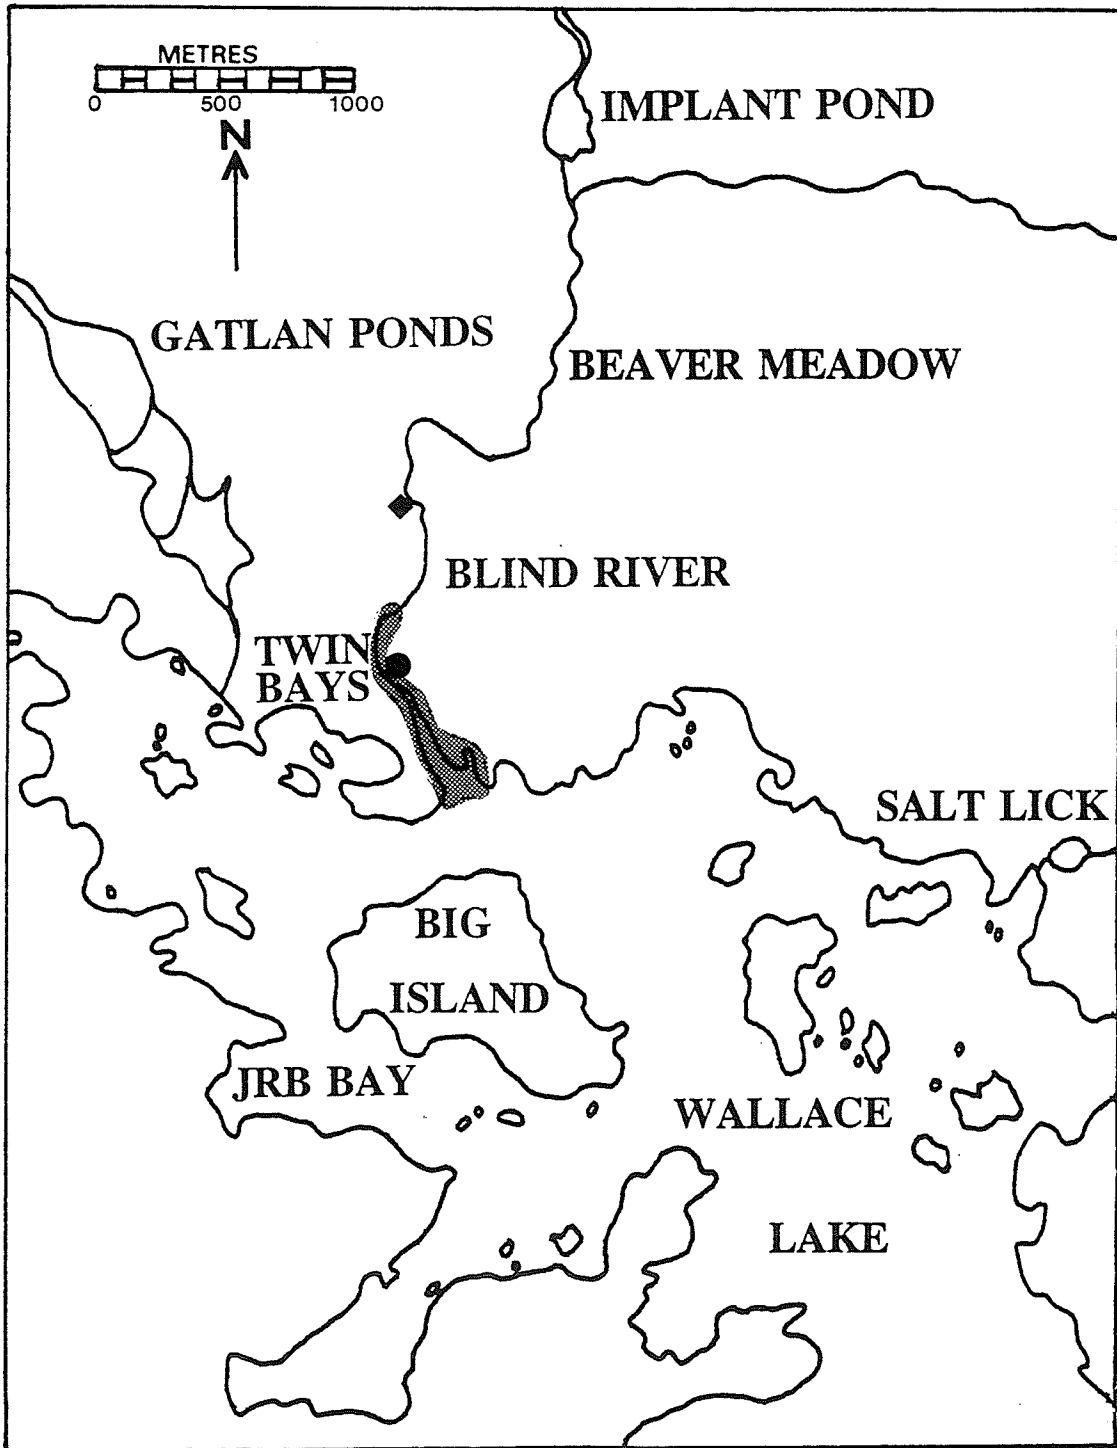 METRES
0 500 1000
N
IMPLANT POND
GATLAN PONDS
BEAVER MEADOW
BLIND RIVER
TWIN
BAYS
SALT LICK
BIG
ISLAND
JRB BAY
WALLACE
LAKE